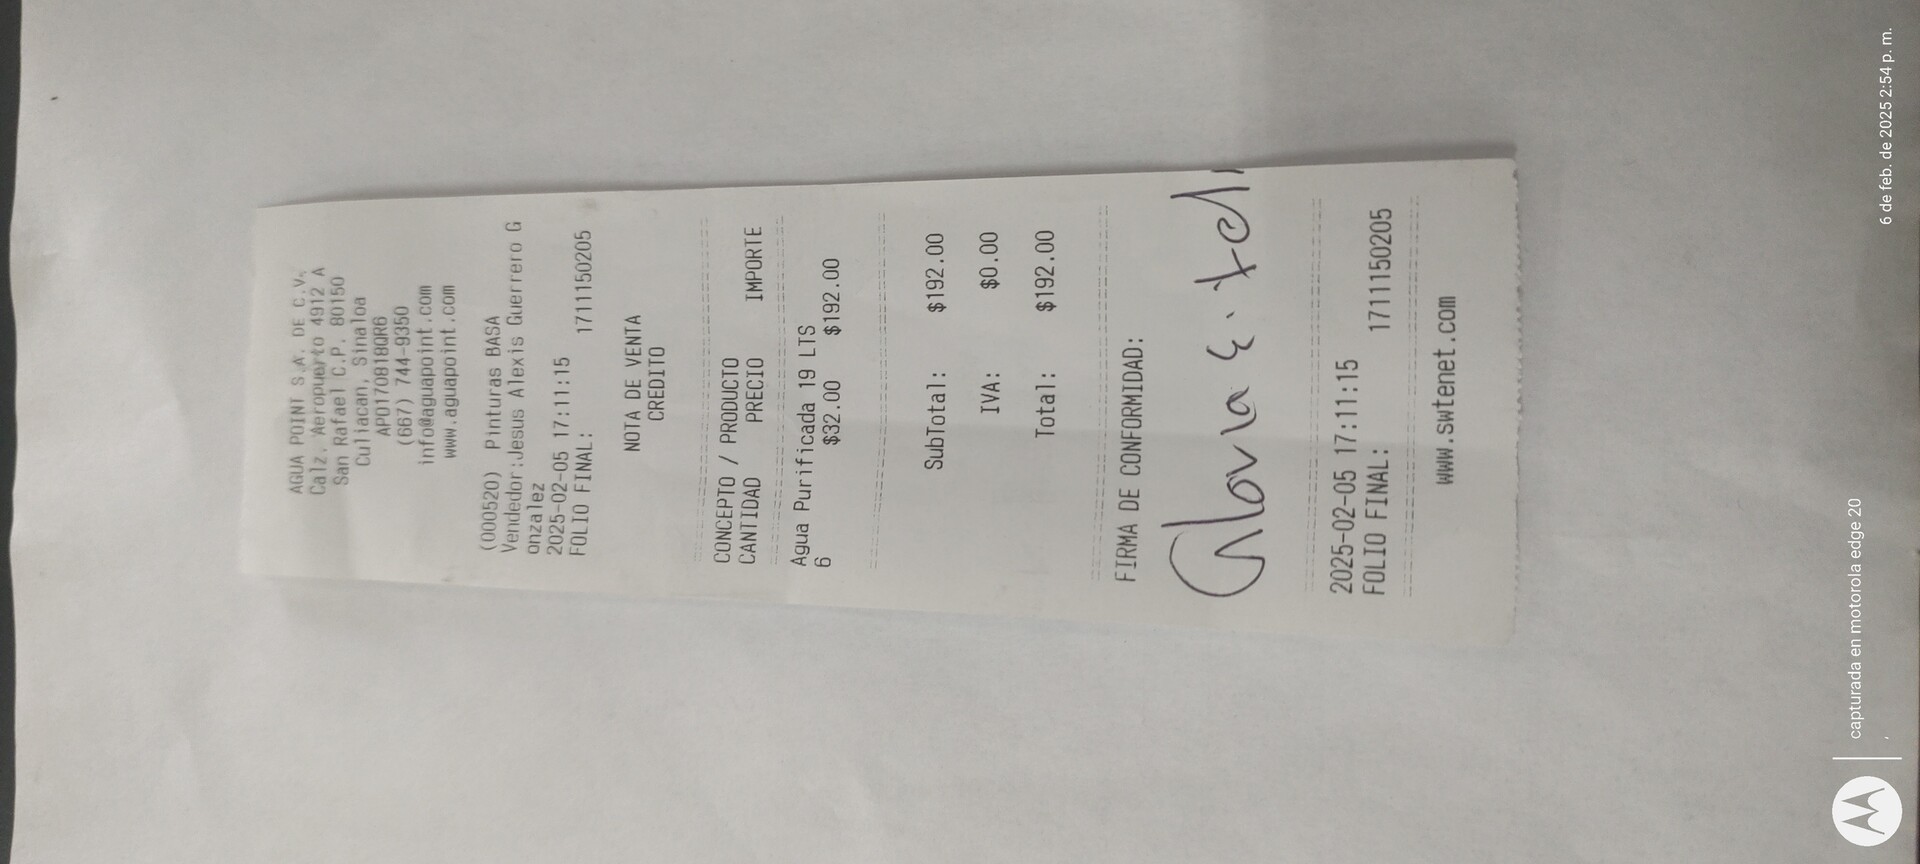 AGUA POINT S.A. DE C.V.
Calz. Aeropuerto 4912 A
San Rafael C.P. 80150
Culiacan, Sinaloa
APO170818QR6
(667) 744-9350
info@aguapoint.com
www.aguapoint.com
(000520) Pinturas BASA
Vendedor:Jesus Alexis Guerrero G
onzalez
2025-02-05 17:11:15
FOLIO FINAL: 1711150205
NOTA DE VENTA
CREDITO
CONCEPTO / PRODUCTO
CANTIDAD PRECIO IMPORTE
Agua Purificada 19 LTS
6 $32.00 $192.00
SubTotal: $192.00
IVA: $0.00
Total: $192.00
FIRMA DE CONFORMIDAD:
2025-02-05 17:11:15
FOLIO FINAL: 1711150205
www.swtenet.com
capturada en motorola edge 20
6 de feb. de 2025 2:54 p. m.